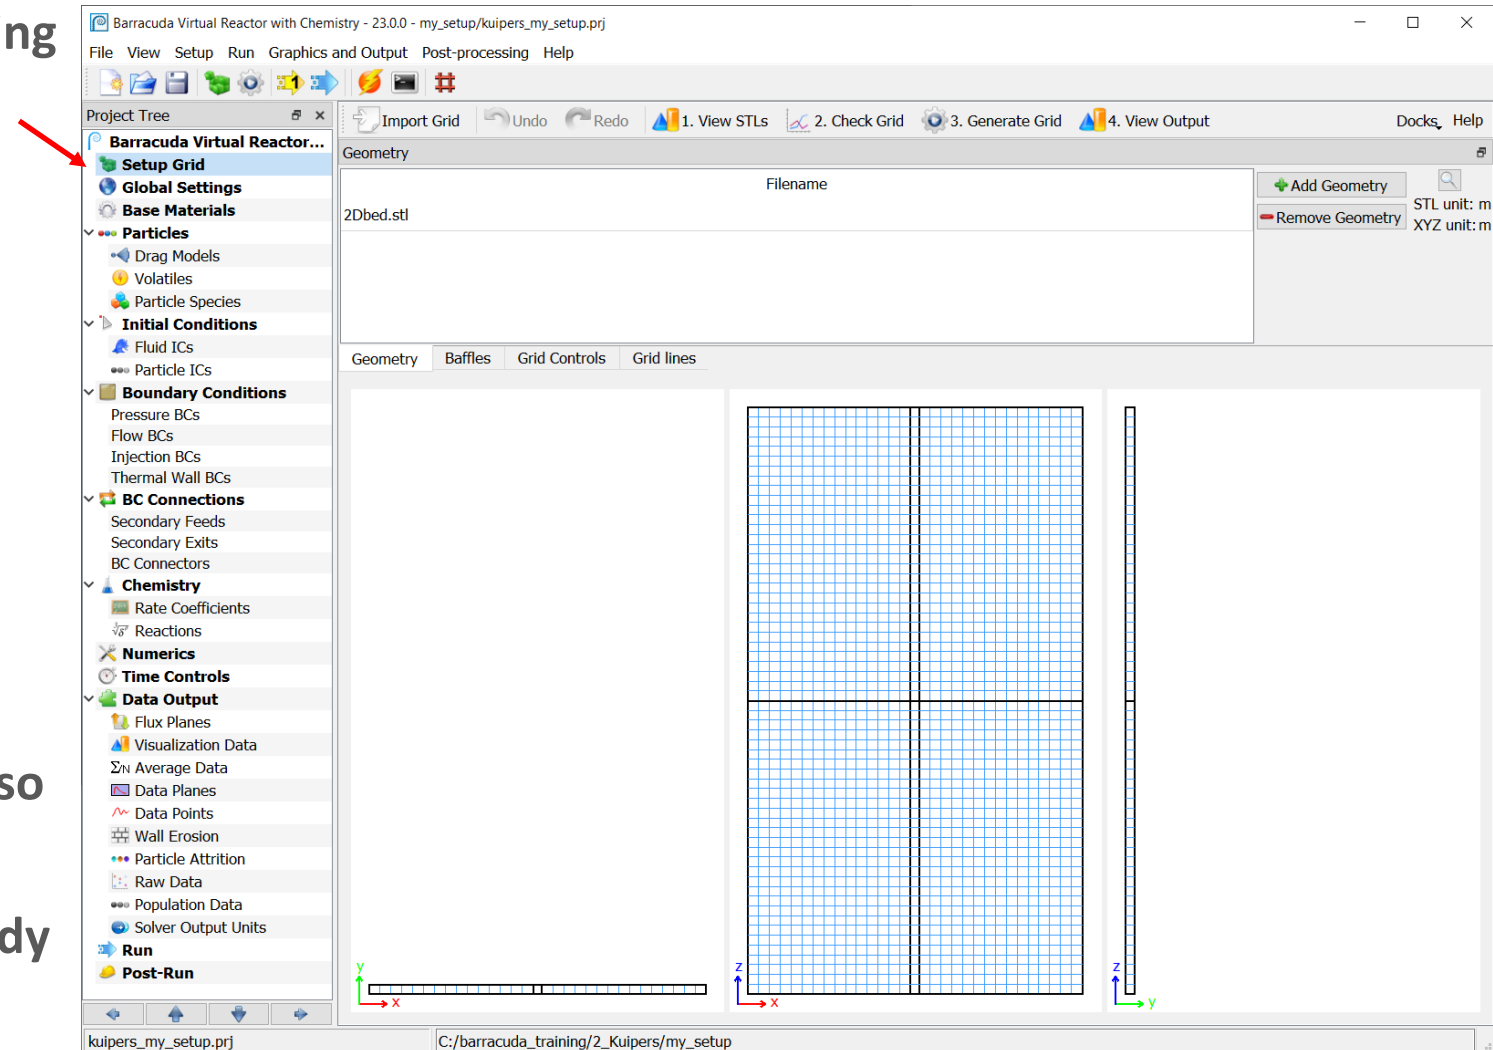 ing
so
dy
Barracuda Virtual Reactor with Chemistry - 23.0.0 - my_setup/kuipers_my_setup.prj
File View Setup Run Graphics and Output Post-processing Help
1
Project Tree
Barracuda Virtual Reactor...
Setup Grid
Global Settings
Base Materials
Particles
Drag Models
Volatiles
Particle Species
Initial Conditions
Fluid ICs
Particle ICs
Boundary Conditions
Pressure BCs
Flow BCs
Injection BCs
Thermal Wall BCs
BC Connections
Secondary Feeds
Secondary Exits
BC Connectors
Chemistry
Rate Coefficients
Reactions
Numerics
Time Controls
Data Output
Flux Planes
Visualization Data
Σ/N Average Data
Data Planes
Data Points
Wall Erosion
Particle Attrition
Raw Data
Population Data
Solver Output Units
Run
Post-Run
Import Grid Undo Redo 1. View STLs 2. Check Grid 3. Generate Grid 4. View Output Docks Help
Geometry
Filename
2Dbed.stl
Add Geometry
Remove Geometry
STL unit: m
XYZ unit: m
Geometry Baffles Grid Controls Grid lines
y
x
z
x
z
y
kuipers_my_setup.prj C:/barracuda_training/2_Kuipers/my_setup